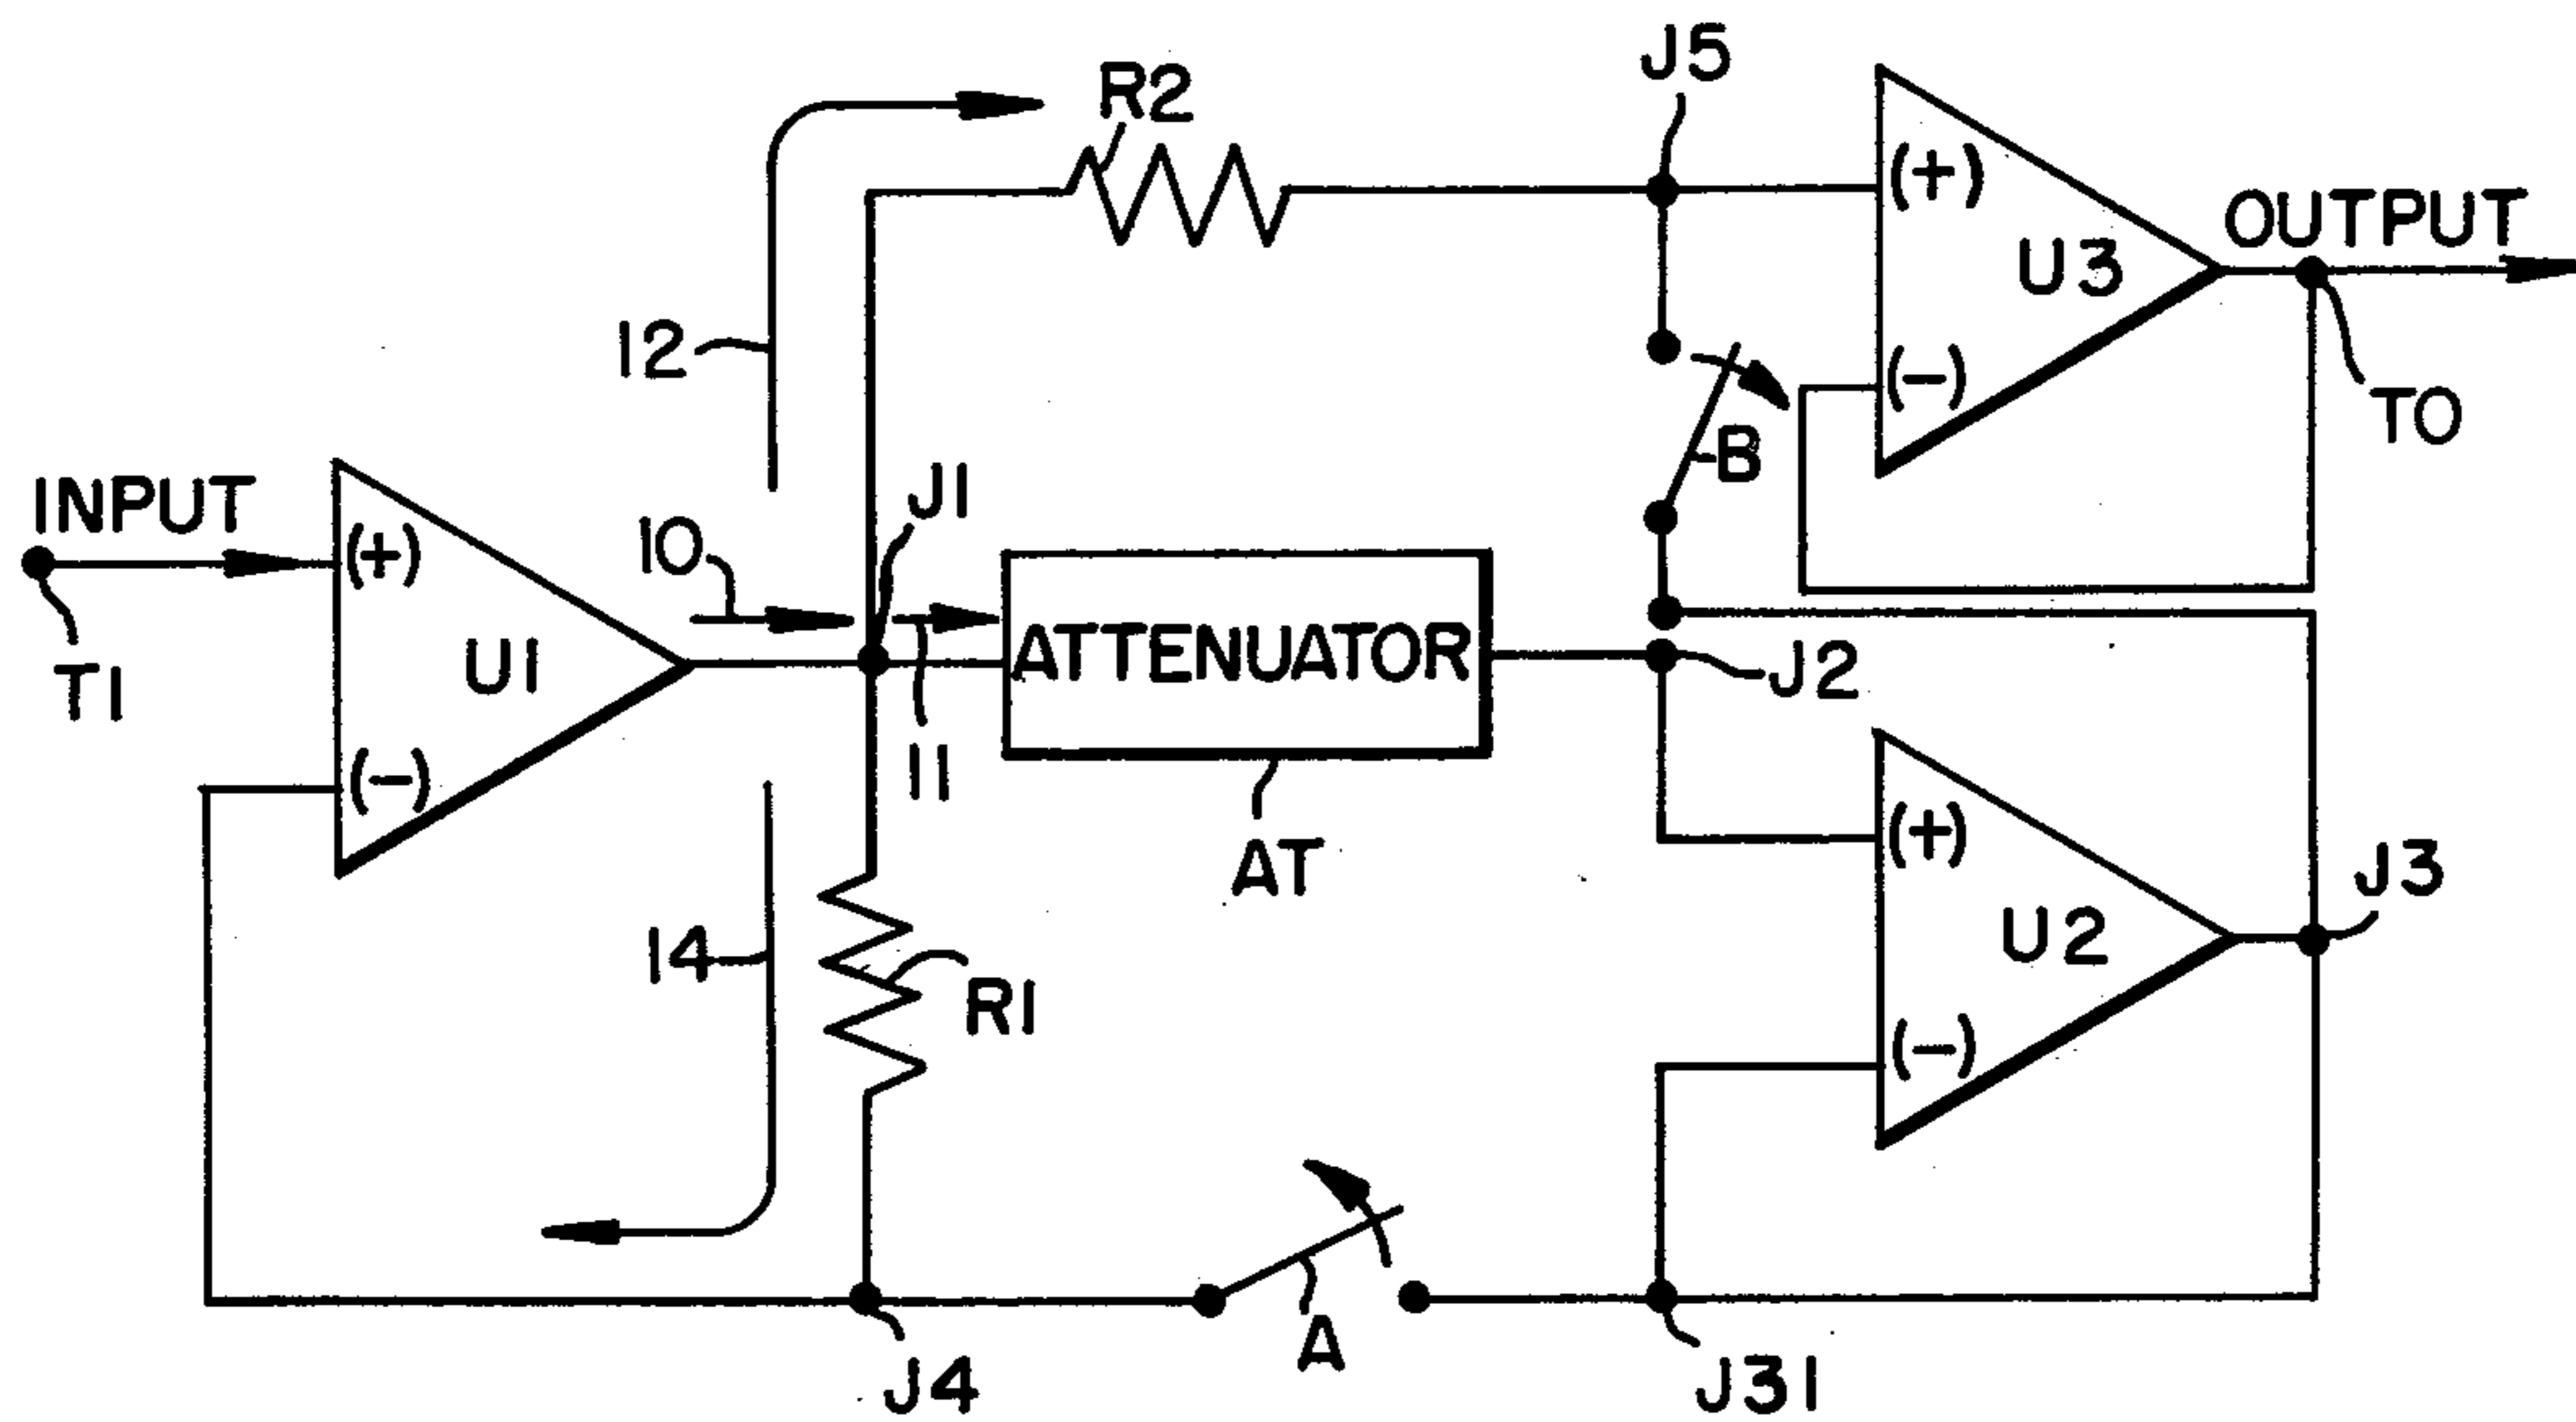 J5
R2
(+)
U3
OUTPUT
12
(-)
TO
B
INPUT
J1
10
(+)
T1
U1
ATTENUATOR
J2
(-)
11
AT
(+)
J3
U2
14
R1
(-)
A
J4
J31